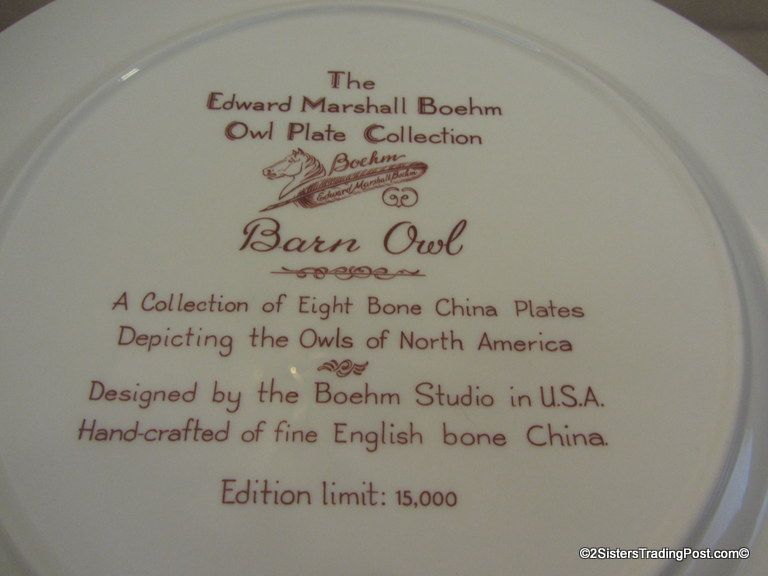 The
Edward Marshall Boehm
Owl Plate Collection
Boehm
Edward Marshall Boehm
Barn Owl
A Collection of Eight Bone China Plates
Depicting the Owls of North America
Designed by the Boehm Studio in U.S.A.
Hand-crafted of fine English bone China.
Edition limit: 15,000
©2SistersTradingPost.com©